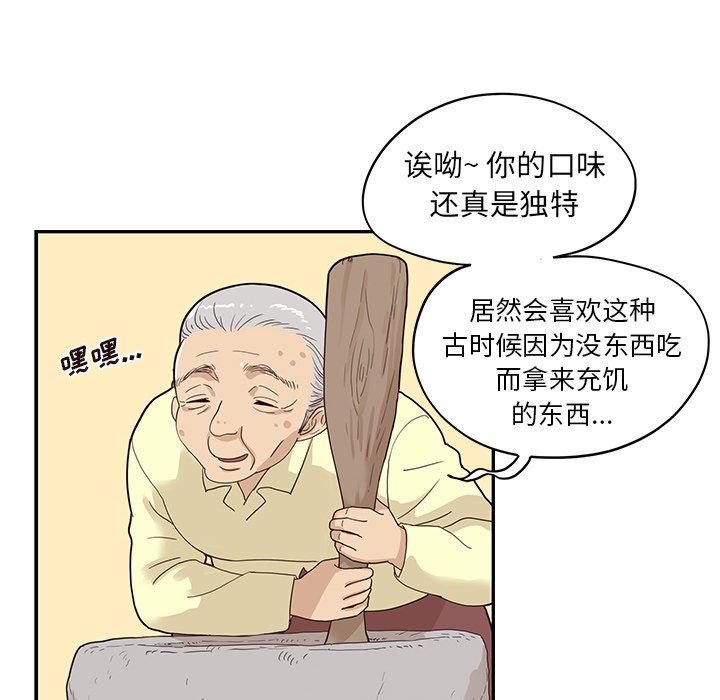 诶呦~ 你的口味
还真是独特
居然会喜欢这种
古时候因为没东西吃
而拿来充饥
的东西...
嘿嘿...